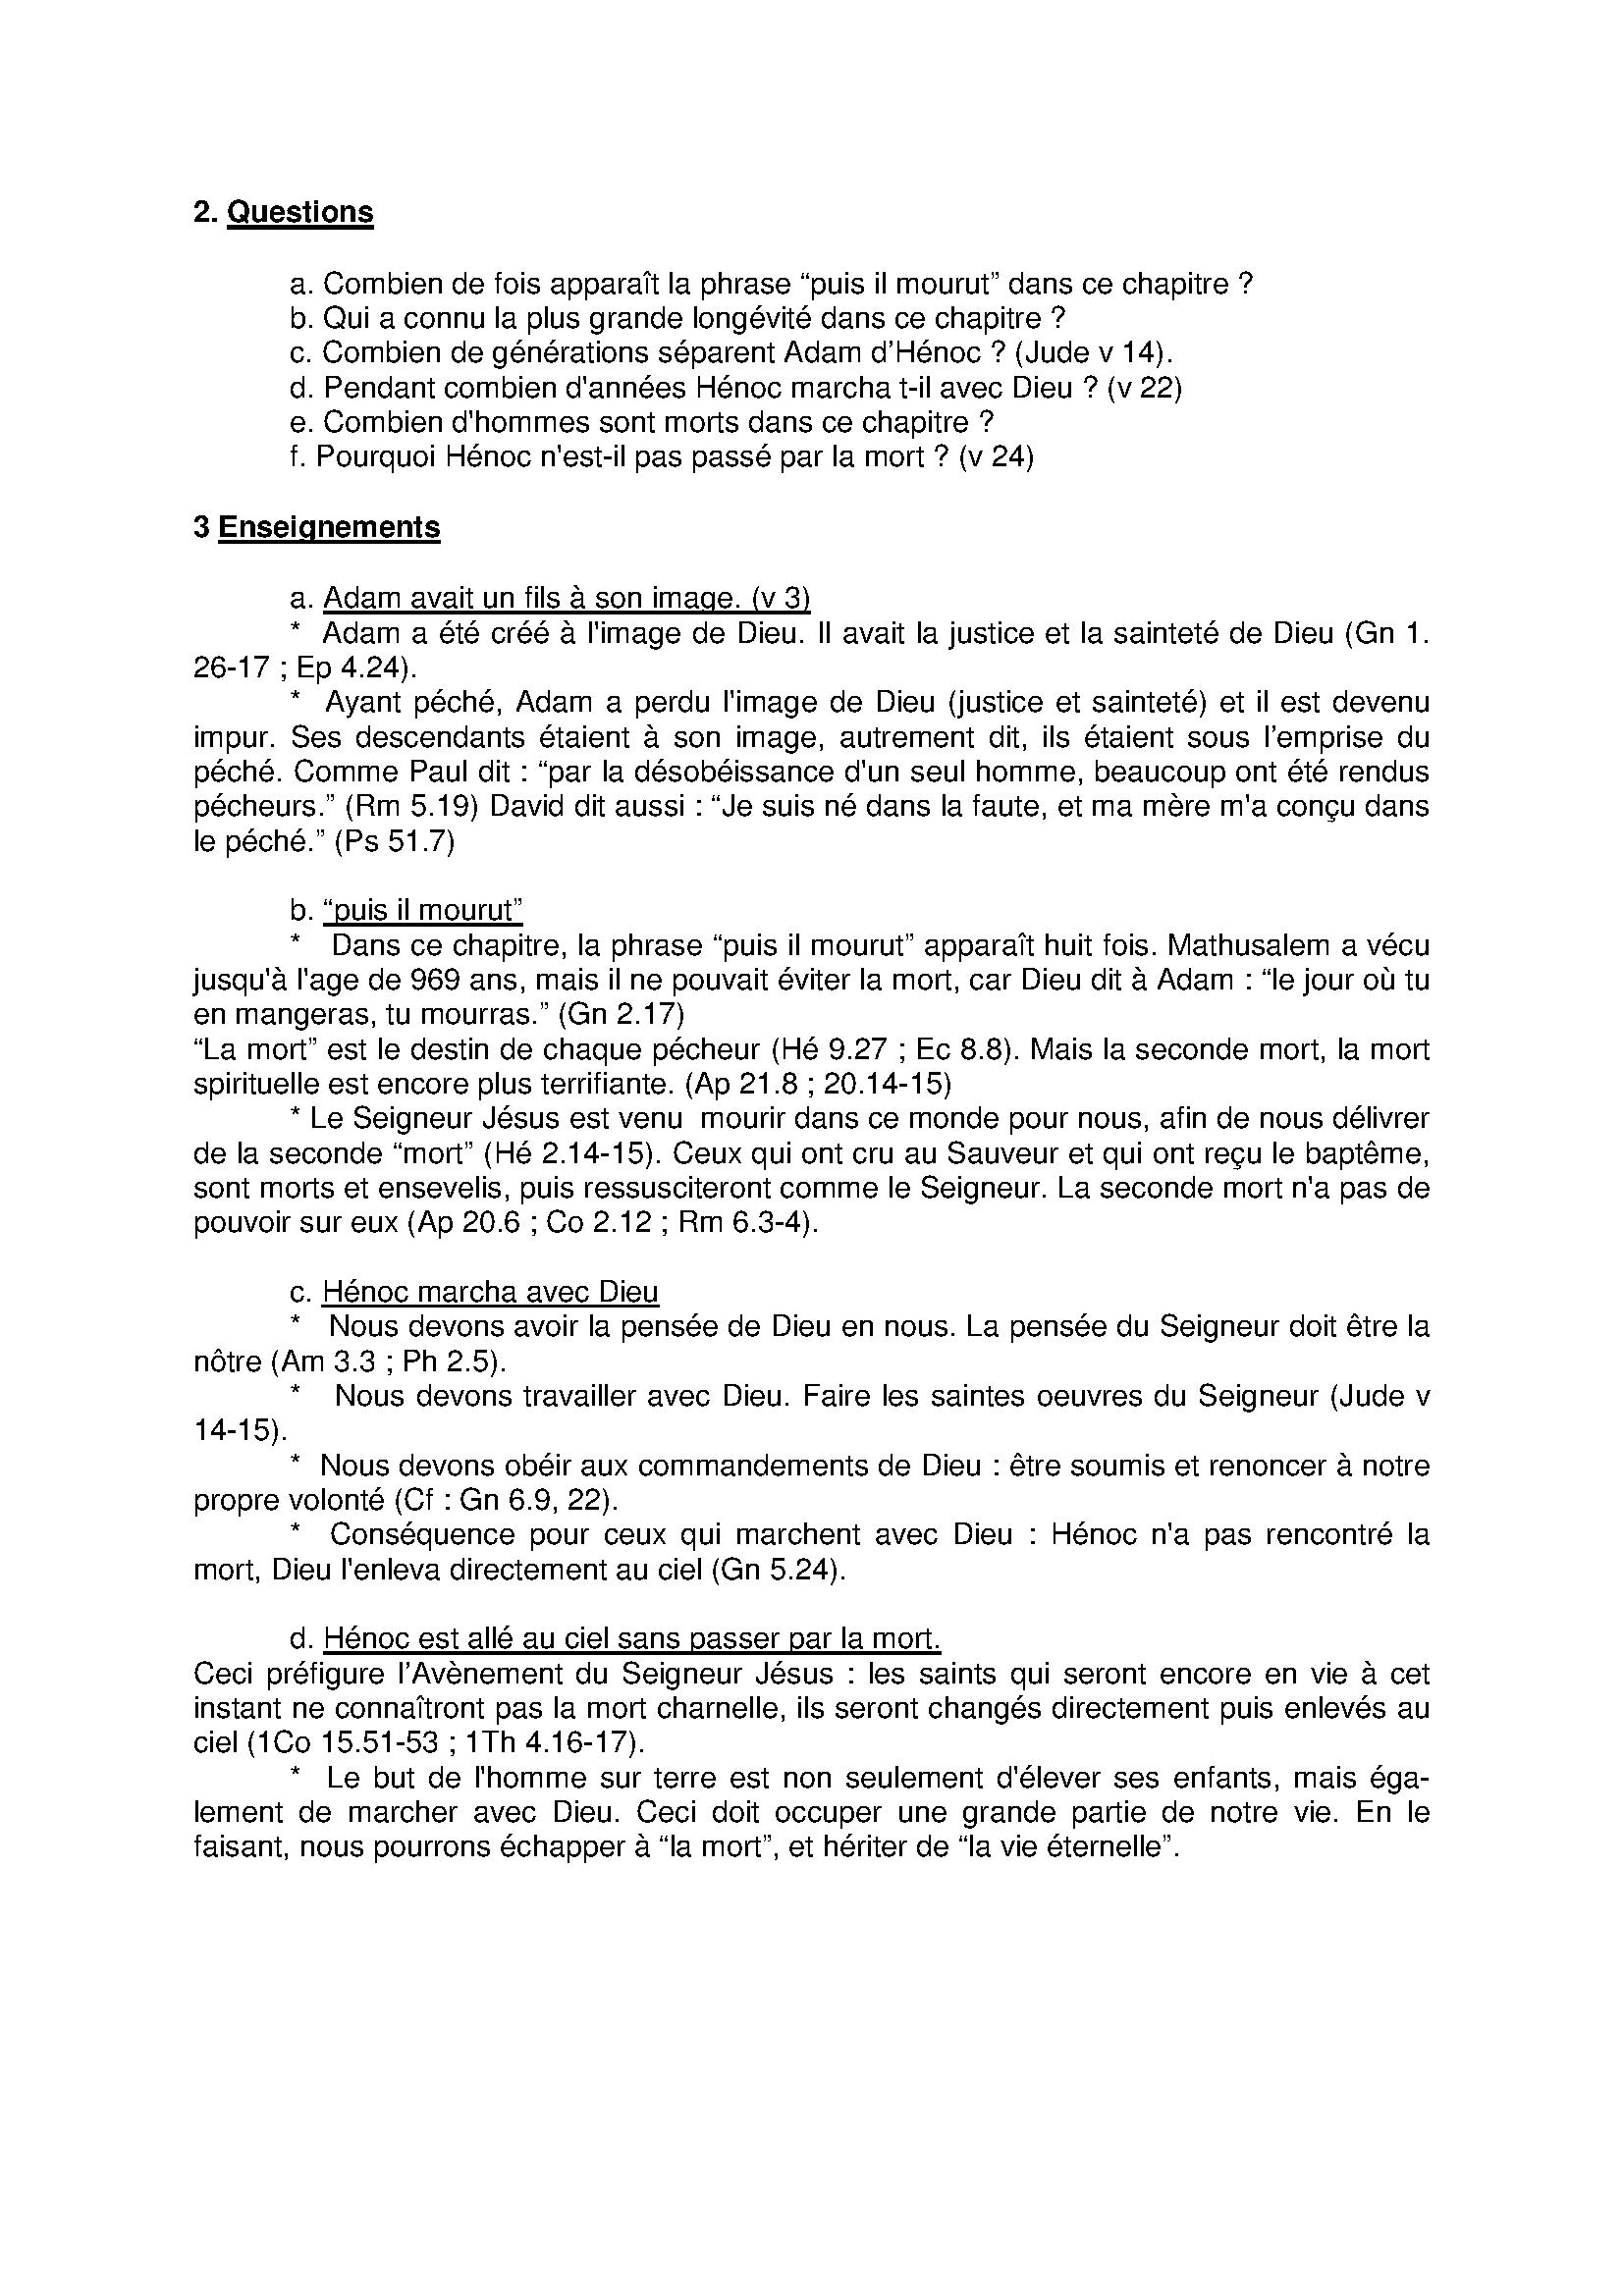 2. Questions
a. Combien de fois apparaît la phrase “puis il mourut” dans ce chapitre ?
b. Qui a connu la plus grande longévité dans ce chapitre ?
c. Combien de générations séparent Adam d’Hénoc ? (Jude v 14).
d. Pendant combien d'années Hénoc marcha t-il avec Dieu ? (v 22)
e. Combien d'hommes sont morts dans ce chapitre ?
f. Pourquoi Hénoc n'est-il pas passé par la mort ? (v 24)
3 Enseignements
a. Adam avait un fils à son image. (v 3)
* Adam a été créé à l'image de Dieu. Il avait la justice et la sainteté de Dieu (Gn 1.
26-17 ; Ep 4.24).
* Ayant péché, Adam a perdu l'image de Dieu (justice et sainteté) et il est devenu
impur. Ses descendants étaient à son image, autrement dit, ils étaient sous l’emprise du
péché. Comme Paul dit : “par la désobéissance d'un seul homme, beaucoup ont été rendus
pécheurs.” (Rm 5.19) David dit aussi : “Je suis né dans la faute, et ma mère m'a conçu dans
le péché.” (Ps 51.7)
b. “puis il mourut”
* Dans ce chapitre, la phrase “puis il mourut” apparaît huit fois. Mathusalem a vécu
jusqu'à l'age de 969 ans, mais il ne pouvait éviter la mort, car Dieu dit à Adam : “le jour où tu
en mangeras, tu mourras.” (Gn 2.17)
“La mort” est le destin de chaque pécheur (Hé 9.27 ; Ec 8.8). Mais la seconde mort, la mort
spirituelle est encore plus terrifiante. (Ap 21.8 ; 20.14-15)
* Le Seigneur Jésus est venu mourir dans ce monde pour nous, afin de nous délivrer
de la seconde “mort” (Hé 2.14-15). Ceux qui ont cru au Sauveur et qui ont reçu le baptême,
sont morts et ensevelis, puis ressusciteront comme le Seigneur. La seconde mort n'a pas de
pouvoir sur eux (Ap 20.6 ; Co 2.12 ; Rm 6.3-4).
c. Hénoc marcha avec Dieu
* Nous devons avoir la pensée de Dieu en nous. La pensée du Seigneur doit être la
nôtre (Am 3.3 ; Ph 2.5).
* Nous devons travailler avec Dieu. Faire les saintes oeuvres du Seigneur (Jude v
14-15).
* Nous devons obéir aux commandements de Dieu : être soumis et renoncer à notre
propre volonté (Cf : Gn 6.9, 22).
* Conséquence pour ceux qui marchent avec Dieu : Hénoc n'a pas rencontré la
mort, Dieu l'enleva directement au ciel (Gn 5.24).
d. Hénoc est allé au ciel sans passer par la mort.
Ceci préfigure l’Avènement du Seigneur Jésus : les saints qui seront encore en vie à cet
instant ne connaîtront pas la mort charnelle, ils seront changés directement puis enlevés au
ciel (1Co 15.51-53 ; 1Th 4.16-17).
* Le but de l'homme sur terre est non seulement d'élever ses enfants, mais éga-
lement de marcher avec Dieu. Ceci doit occuper une grande partie de notre vie. En le
faisant, nous pourrons échapper à “la mort”, et hériter de “la vie éternelle”.